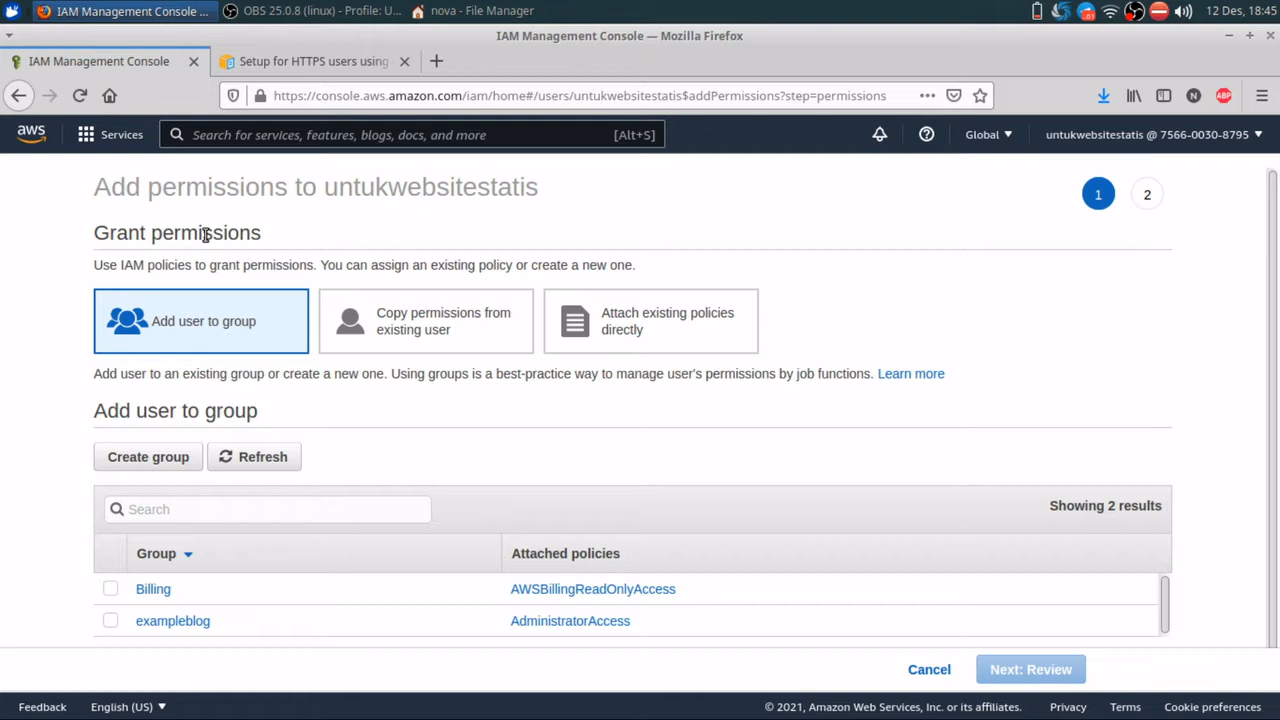 IAM Management Console ...
OBS 25.0.8 (linux) - Profile: U...
nova - File Manager
12 Des, 18:45
IAM Management Console — Mozilla Firefox
IAM Management Console
Setup for HTTPS users using
https://console.aws.amazon.com/iam/home#/users/untukwebsitestatis$addPermissions?step=permissions
N
ABP
aws
Services
Search for services, features, blogs, docs, and more
[Alt+S]
Global
untukwebsitestatis @ 7566-0030-8795
Add permissions to untukwebsitestatis
1
2
Grant permissions
Use IAM policies to grant permissions. You can assign an existing policy or create a new one.
Add user to group
Copy permissions from
existing user
Attach existing policies
directly
Add user to an existing group or create a new one. Using groups is a best-practice way to manage user's permissions by job functions. Learn more
Add user to group
Create group
Refresh
Search
Showing 2 results
Group
Attached policies
Billing
AWSBillingReadOnlyAccess
exampleblog
AdministratorAccess
Cancel
Next: Review
Feedback
English (US)
© 2021, Amazon Web Services, Inc. or its affiliates.
Privacy
Terms
Cookie preferences